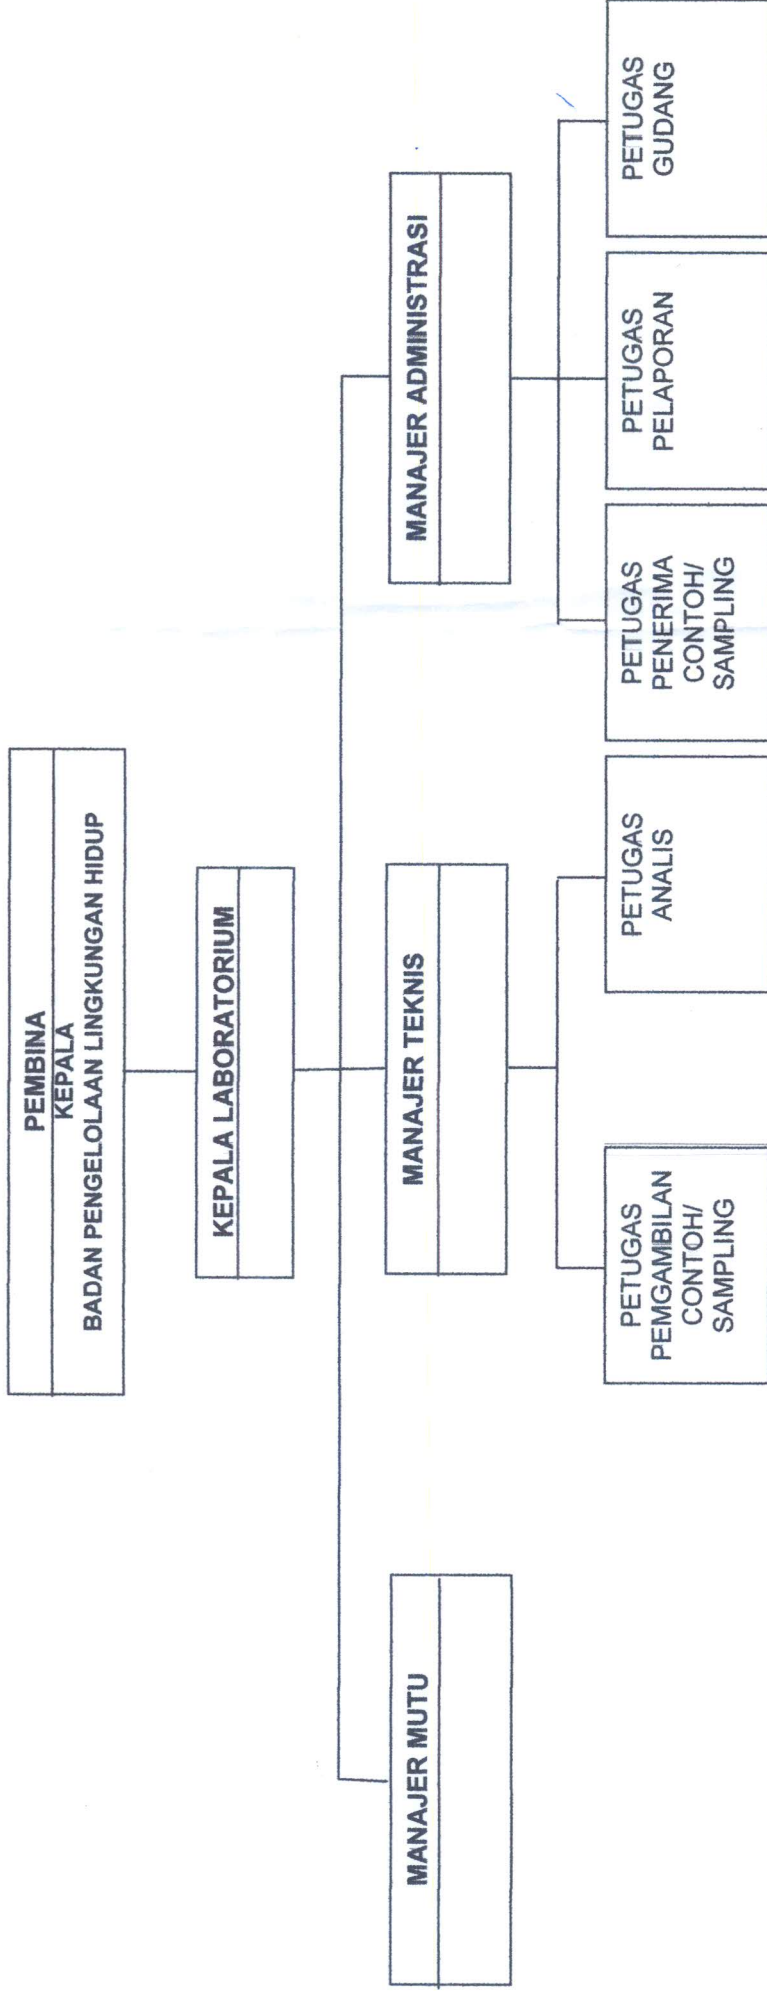 PEMBINA
KEPALA
BADAN PENGELOLAAN LINGKUNGAN HIDUP
KEPALA LABORATORIUM
MANAJER MUTU
MANAJER TEKNIS
MANAJER ADMINISTRASI
PETUGAS
PEMGAMBILAN
CONTOH/
SAMPLING
PETUGAS
ANALIS
PETUGAS
PENERIMA
CONTOH/
SAMPLING
PETUGAS
PELAPORAN
PETUGAS
GUDANG